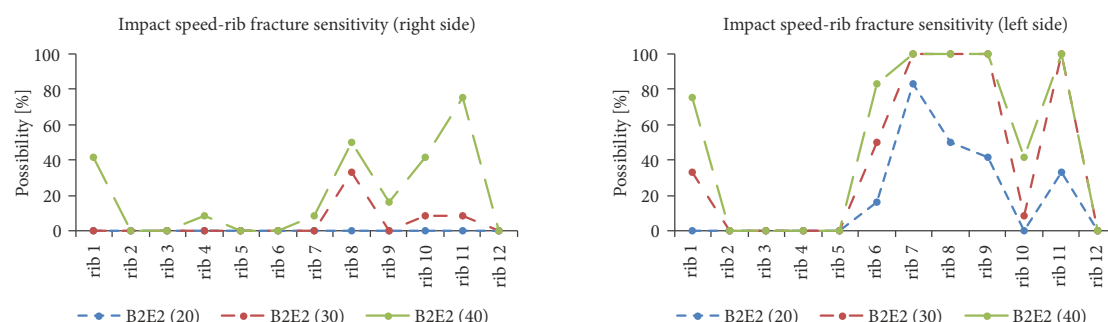 Impact speed-rib fracture sensitivity (right side)
Possibility [%]
100
80
60
40
20
0
rib 1
rib 2
rib 3
rib 4
rib 5
rib 6
rib 7
rib 8
rib 9
rib 10
rib 11
rib 12
B2E2 (20) B2E2 (30) B2E2 (40)
Impact speed-rib fracture sensitivity (left side)
Possibility [%]
100
80
60
40
20
0
rib 1
rib 2
rib 3
rib 4
rib 5
rib 6
rib 7
rib 8
rib 9
rib 10
rib 11
rib 12
B2E2 (20) B2E2 (30) B2E2 (40)